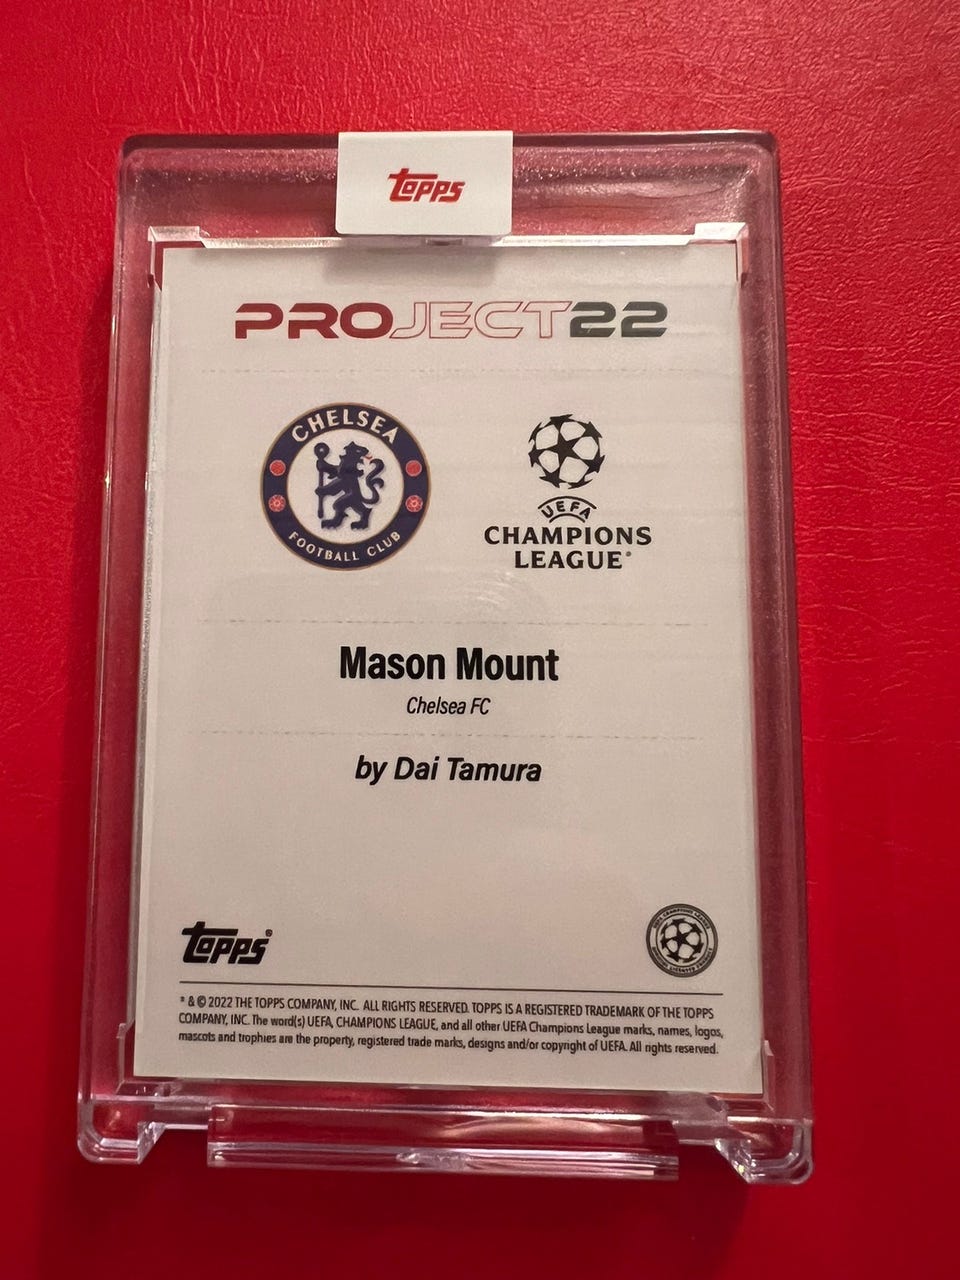 Topps
PROJECT22
CHELSEA
FOOTBALL CLUB
UEFA
CHAMPIONS
LEAGUE®
Mason Mount
Chelsea FC
by Dai Tamura
Topps®
® & © 2022 THE TOPPS COMPANY, INC. ALL RIGHTS RESERVED. TOPPS IS A REGISTERED TRADEMARK OF THE TOPPS
COMPANY, INC. The word(s) UEFA, CHAMPIONS LEAGUE, and all other UEFA Champions League marks, names, logos,
mascots and trophies are the property, registered trade marks, designs and/or copyright of UEFA. All rights reserved.